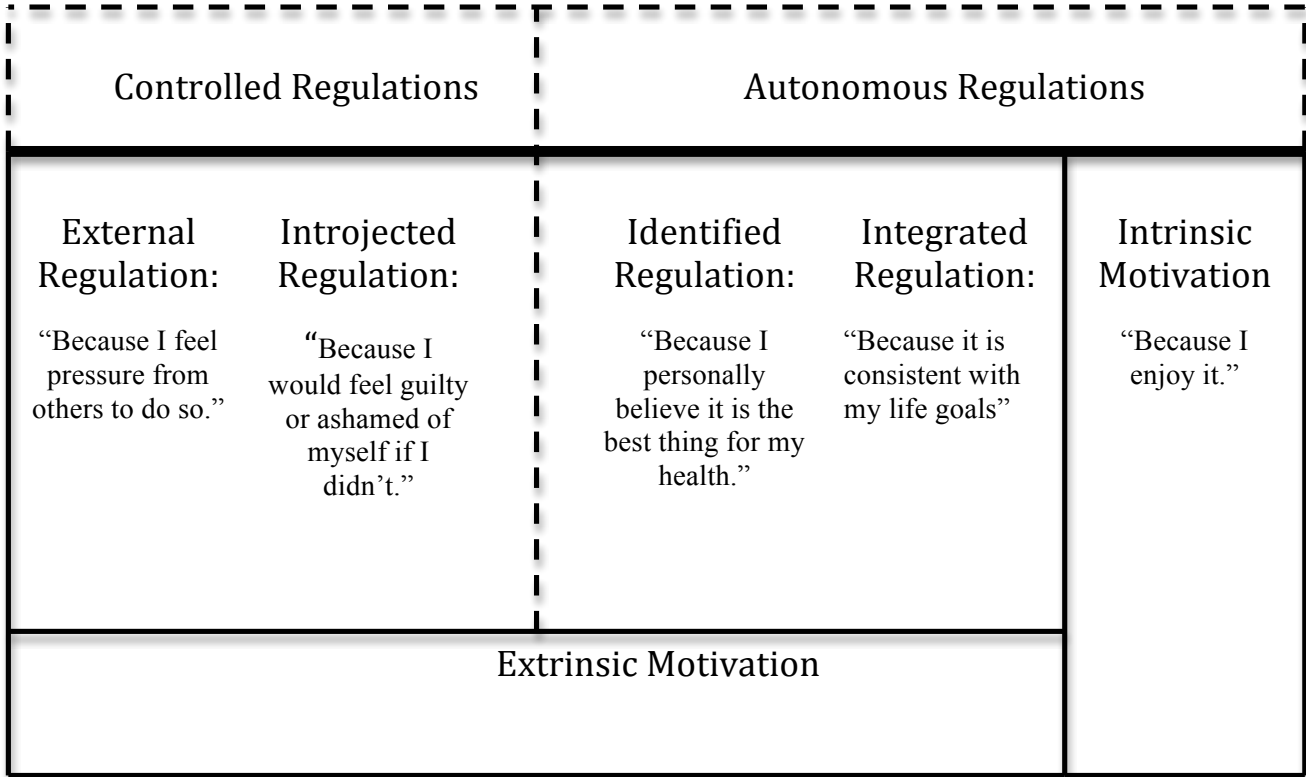 Controlled Regulations
Autonomous Regulations
External
Regulation:
“Because I feel
pressure from
others to do so.”
Introjected
Regulation:
“Because I
would feel guilty
or ashamed of
myself if I
didn’t.”
Identified
Regulation:
“Because I
personally
believe it is the
best thing for my
health.”
Integrated
Regulation:
“Because it is
consistent with
my life goals”
Intrinsic
Motivation
“Because I
enjoy it.”
Extrinsic Motivation